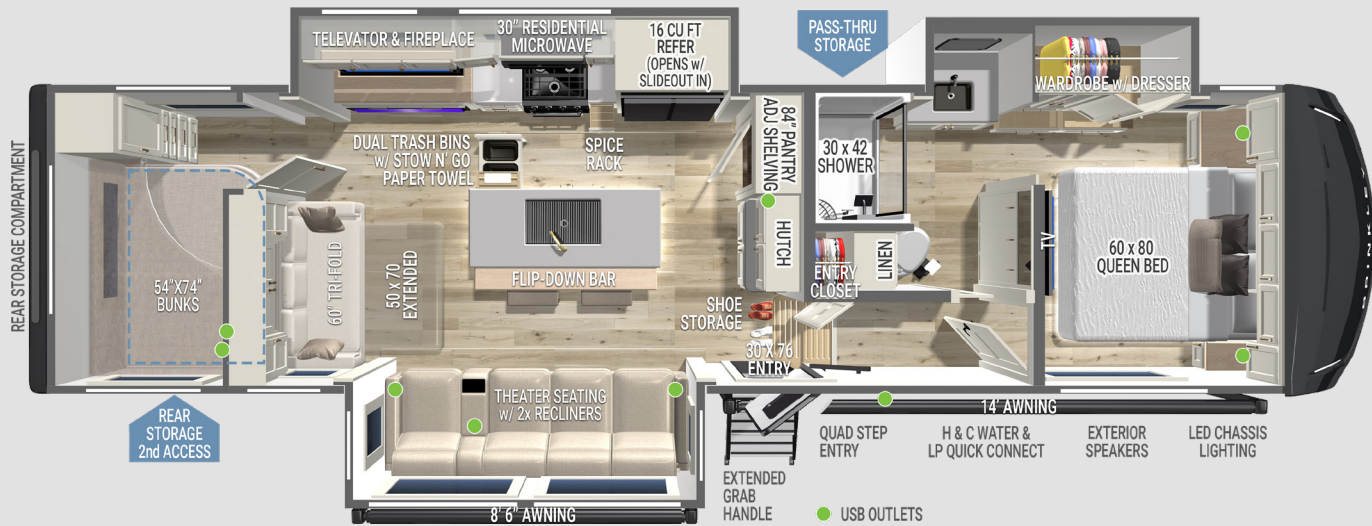 TELEVATOR & FIREPLACE
30" RESIDENTIAL
MICROWAVE
16 CU FT
REFER
(OPENS w/
SLIDEOUT IN)
PASS-THRU
STORAGE
WARDROBE w/ DRESSER
REAR STORAGE COMPARTMENT
DUAL TRASH BINS
w/ STOW N' GO
PAPER TOWEL
SPICE
RACK
84" PANTRY
ADJ SHELVING
30 x 42
SHOWER
54"X74"
BUNKS
60" TRI-FOLD
50 x 70
EXTENDED
FLIP-DOWN BAR
HUTCH
ENTRY
CLOSET
LINEN
TV
60 x 80
QUEEN BED
SHOE
STORAGE
30 X 76
ENTRY
THEATER SEATING
w/ 2x RECLINERS
14' AWNING
REAR
STORAGE
2nd ACCESS
QUAD STEP
ENTRY
H & C WATER &
LP QUICK CONNECT
EXTERIOR
SPEAKERS
LED CHASSIS
LIGHTING
EXTENDED
GRAB
HANDLE
USB OUTLETS
8' 6" AWNING